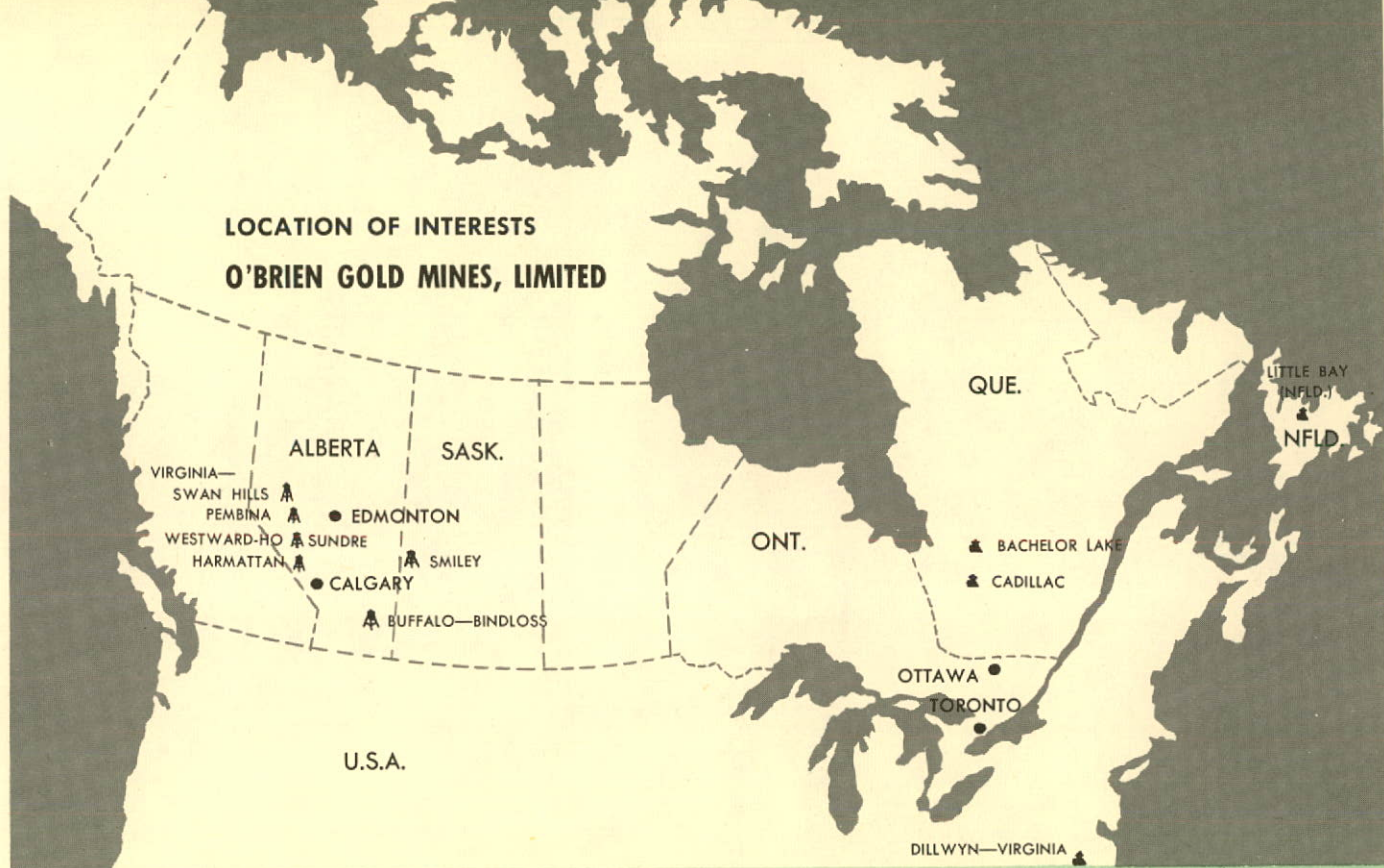 LOCATION OF INTERESTS
O'BRIEN GOLD MINES, LIMITED
LITTLE BAY
(NFLD.)
NFLD.
QUE.
ALBERTA
SASK.
VIRGINIA—
SWAN HILLS
PEMBINA
EDMONTON
WESTWARD-HO
SUNDRE
HARMATTAN
SMILEY
CALGARY
BUFFALO—BINDLOSS
ONT.
BACHELOR LAKE
CADILLAC
OTTAWA
TORONTO
U.S.A.
DILLWYN—VIRGINIA